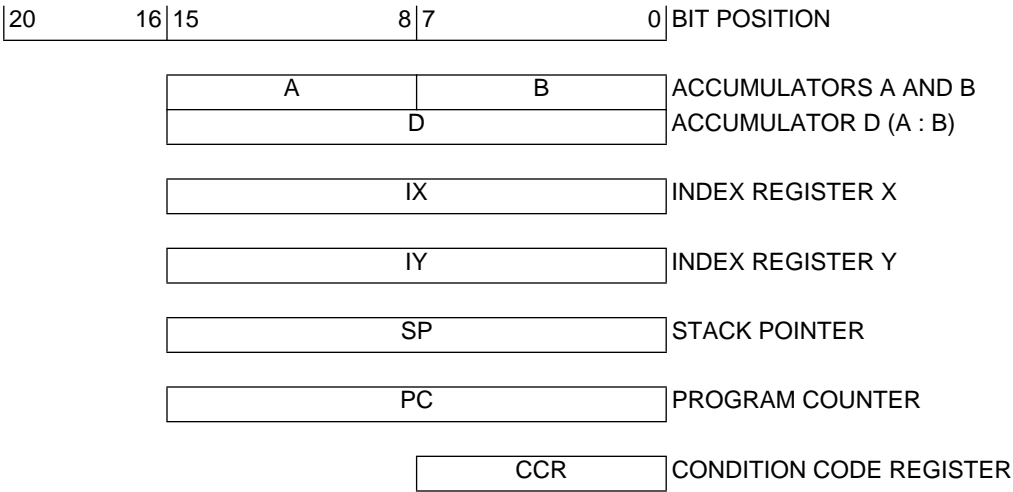 20 16 15 8 7 0 BIT POSITION
A B ACCUMULATORS A AND B
D ACCUMULATOR D (A : B)
IX INDEX REGISTER X
IY INDEX REGISTER Y
SP STACK POINTER
PC PROGRAM COUNTER
CCR CONDITION CODE REGISTER